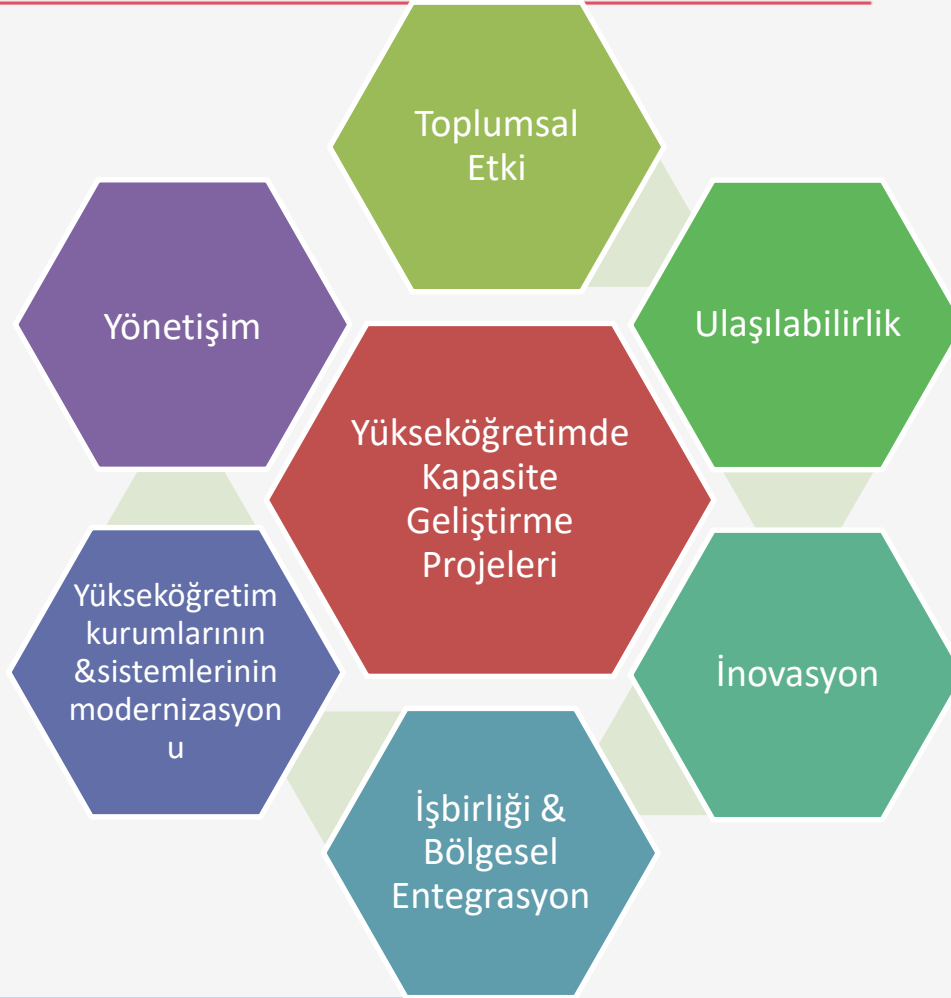 Toplumsal
Etki
Ulaşılabilirlik
İnovasyon
İşbirliği &
Bölgesel
Entegrasyon
Yükseköğretim
kurumlarının
&sistemlerinin
modernizasyon
u
Yönetişim
Yükseköğretimde
Kapasite
Geliştirme
Projeleri